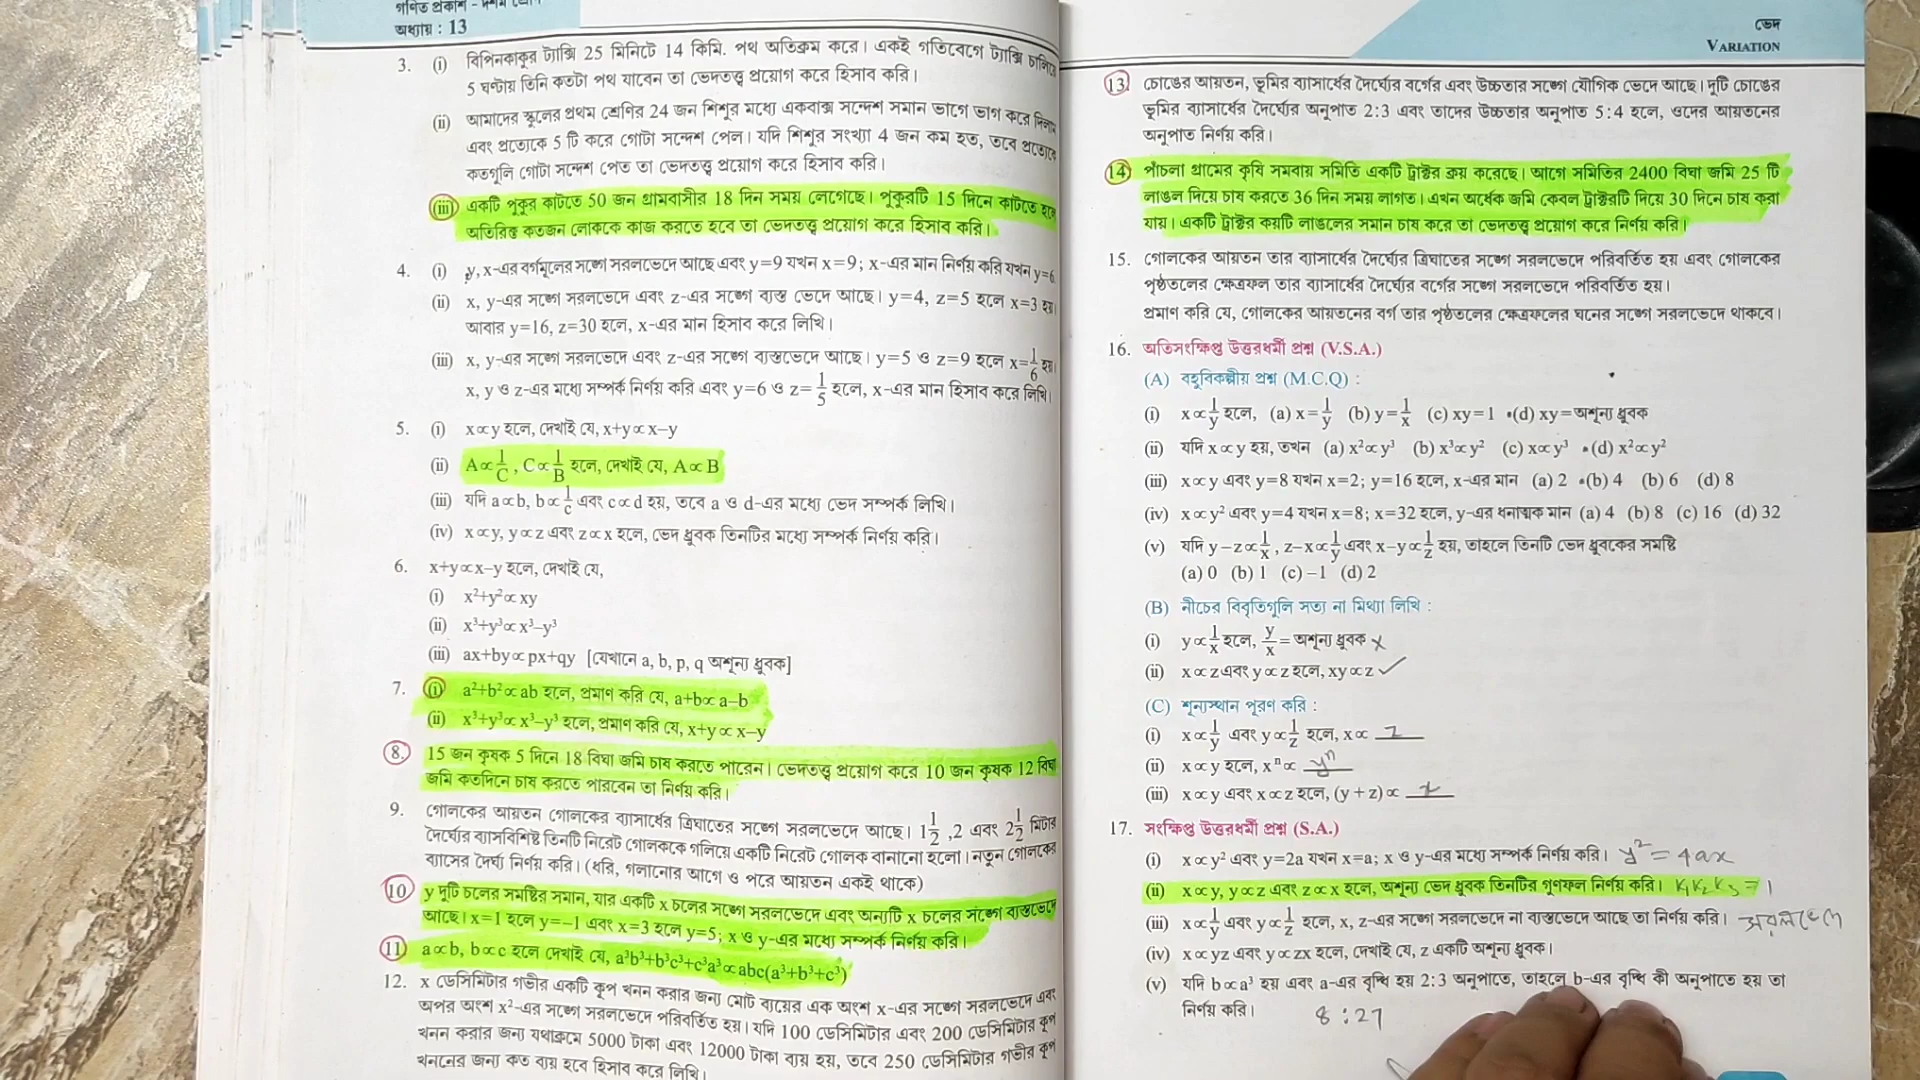 গণিত প্রকাশ - দশম শ্রেণি
অধ্যায় : 13
3. (i) বিপিনকাকুর ট্যাক্সি 25 মিনিটে 14 কিমি. পথ অতিক্রম করে। একই গতিবেগে ট্যাক্সি চালিয়ে
5 ঘণ্টায় তিনি কতটা পথ যাবেন তা ভেদতত্ত্ব প্রয়োগ করে হিসাব করি।
(ii) আমাদের স্কুলের প্রথম শ্রেণির 24 জন শিশুর মধ্যে একবাক্স সন্দেশ সমান ভাগে ভাগ করে দিলাম
এবং প্রত্যেকে 5 টি করে গোটা সন্দেশ পেল। যদি শিশুর সংখ্যা 4 জন কম হত, তবে প্রত্যেকে
কতগুলি গোটা সন্দেশ পেত তা ভেদতত্ত্ব প্রয়োগ করে হিসাব করি।
(iii) একটি পুকুর কাটতে 50 জন গ্রামবাসীর 18 দিন সময় লেগেছে। পুকুরটি 15 দিনে কাটতে হলে
অতিরিক্ত কতজন লোককে কাজ করতে হবে তা ভেদতত্ত্ব প্রয়োগ করে হিসাব করি।
4. (i) y, x-এর বর্গমূলের সঙ্গে সরলভেদে আছে এবং y=9 যখন x=9; x-এর মান নির্ণয় করি যখন y=6
(ii) x, y-এর সঙ্গে সরলভেদে এবং z-এর সঙ্গে ব্যস্ত ভেদে আছে। y=4, z=5 হলে x=3 হয়।
আবার y=16, z=30 হলে, x-এর মান হিসাব করে লিখি।
(iii) x, y-এর সঙ্গে সরলভেদে এবং z-এর সঙ্গে ব্যস্তভেদে আছে। y=5 ও z=9 হলে x=1/6 হয়।
x, y ও z-এর মধ্যে সম্পর্ক নির্ণয় করি এবং y=6 ও z=1/5 হলে, x-এর মান হিসাব করে লিখি।
5. (i) x∝y হলে, দেখাই যে, x+y∝x–y
(ii) A∝1/C, C∝1/B হলে, দেখাই যে, A∝B
(iii) যদি a∝b, b∝1/c এবং c∝d হয়, তবে a ও d-এর মধ্যে ভেদ সম্পর্ক লিখি।
(iv) x∝y, y∝z এবং z∝x হলে, ভেদ ধ্রুবক তিনটির মধ্যে সম্পর্ক নির্ণয় করি।
6. x+y∝x–y হলে, দেখাই যে,
(i) x²+y²∝xy
(ii) x³+y³∝x³–y³
(iii) ax+by∝px+qy [যেখানে a, b, p, q অশূন্য ধ্রুবক]
7. (i) a²+b²∝ab হলে, প্রমাণ করি যে, a+b∝a–b
(ii) x³+y³∝x³–y³ হলে, প্রমাণ করি যে, x+y∝x–y
8. 15 জন কৃষক 5 দিনে 18 বিঘা জমি চাষ করতে পারেন। ভেদতত্ত্ব প্রয়োগ করে 10 জন কৃষক 12 বিঘা
জমি কতদিনে চাষ করতে পারবেন তা নির্ণয় করি।
9. গোলকের আয়তন গোলকের ব্যাসার্ধের ত্রিঘাতের সঙ্গে সরলভেদে আছে। 1 1/2, 2 এবং 2 1/2 মিটার
দৈর্ঘ্যের ব্যাসবিশিষ্ট তিনটি নিরেট গোলককে গলিয়ে একটি নিরেট গোলক বানানো হলো। নতুন গোলকের
ব্যাসের দৈর্ঘ্য নির্ণয় করি। (ধরি, গলানোর আগে ও পরে আয়তন একই থাকে)
10 y দুটি চলের সমষ্টির সমান, যার একটি x চলের সঙ্গে সরলভেদে এবং অন্যটি x চলের সঙ্গে ব্যস্তভেদে
আছে। x=1 হলে y=–1 এবং x=3 হলে y=5; x ও y-এর মধ্যে সম্পর্ক নির্ণয় করি।
11) a∝b, b∝c হলে দেখাই যে, a³b³+b³c³+c³a³∝abc(a³+b³+c³)
12. x ডেসিমিটার গভীর একটি কূপ খনন করার জন্য মোট ব্যয়ের এক অংশ x-এর সঙ্গে সরলভেদে এবং
অপর অংশ x²-এর সঙ্গে সরলভেদে পরিবর্তিত হয়। যদি 100 ডেসিমিটার এবং 200 ডেসিমিটার কূপ
খনন করার জন্য যথাক্রমে 5000 টাকা এবং 12000 টাকা ব্যয় হয়, তবে 250 ডেসিমিটার গভীর কূপ
খননের জন্য কত ব্যয় হবে হিসাব করে লিখি।
ভেদ
VARIATION
13. চোঙের আয়তন, ভূমির ব্যাসার্ধের দৈর্ঘ্যের বর্গের এবং উচ্চতার সঙ্গে যৌগিক ভেদে আছে। দুটি চোঙের
ভূমির ব্যাসার্ধের দৈর্ঘ্যের অনুপাত 2:3 এবং তাদের উচ্চতার অনুপাত 5:4 হলে, ওদের আয়তনের
অনুপাত নির্ণয় করি।
14. পাঁচলা গ্রামের কৃষি সমবায় সমিতি একটি ট্রাক্টর ক্রয় করেছে। আগে সমিতির 2400 বিঘা জমি 25 টি
লাঙল দিয়ে চাষ করতে 36 দিন সময় লাগত। এখন অর্ধেক জমি কেবল ট্রাক্টরটি দিয়ে 30 দিনে চাষ করা
যায়। একটি ট্রাক্টর কয়টি লাঙলের সমান চাষ করে তা ভেদতত্ত্ব প্রয়োগ করে নির্ণয় করি।
15. গোলকের আয়তন তার ব্যাসার্ধের দৈর্ঘ্যের ত্রিঘাতের সঙ্গে সরলভেদে পরিবর্তিত হয় এবং গোলকের
পৃষ্ঠতলের ক্ষেত্রফল তার ব্যাসার্ধের দৈর্ঘ্যের বর্গের সঙ্গে সরলভেদে পরিবর্তিত হয়।
প্রমাণ করি যে, গোলকের আয়তনের বর্গ তার পৃষ্ঠতলের ক্ষেত্রফলের ঘনের সঙ্গে সরলভেদে থাকবে।
16. অতিসংক্ষিপ্ত উত্তরধর্মী প্রশ্ন (V.S.A.)
(A) বহুবিকল্পীয় প্রশ্ন (M.C.Q) :
(i) x∝1/y হলে, (a) x=1/y (b) y=1/x (c) xy=1 •(d) xy=অশূন্য ধ্রুবক
(ii) যদি x∝y হয়, তখন (a) x²∝y³ (b) x³∝y² (c) x∝y³ •(d) x²∝y²
(iii) x∝y এবং y=8 যখন x=2; y=16 হলে, x-এর মান (a) 2 •(b) 4 (b) 6 (d) 8
(iv) x∝y² এবং y=4 যখন x=8; x=32 হলে, y-এর ধনাত্মক মান (a) 4 (b) 8 (c) 16 (d) 32
(v) যদি y–z∝1/x, z–x∝1/y এবং x–y∝1/z হয়, তাহলে তিনটি ভেদ ধ্রুবকের সমষ্টি
(a) 0 (b) 1 (c) –1 (d) 2
(B) নীচের বিবৃতিগুলি সত্য না মিথ্যা লিখি :
(i) y∝1/x হলে, y/x = অশূন্য ধ্রুবক ×
(ii) x∝z এবং y∝z হলে, xy∝z ✓
(C) শূন্যস্থান পূরণ করি :
(i) x∝1/y এবং y∝1/z হলে, x∝ z
(ii) x∝y হলে, xⁿ∝ yⁿ
(iii) x∝y এবং x∝z হলে, (y+z)∝ x
17. সংক্ষিপ্ত উত্তরধর্মী প্রশ্ন (S.A.)
(i) x∝y² এবং y=2a যখন x=a; x ও y-এর মধ্যে সম্পর্ক নির্ণয় করি। y² = 4ax
(ii) x∝y, y∝z এবং z∝x হলে, অশূন্য ভেদ ধ্রুবক তিনটির গুণফল নির্ণয় করি। K₁K₂K₃ = 1
(iii) x∝1/y এবং y∝1/z হলে, x, z-এর সঙ্গে সরলভেদে না ব্যস্তভেদে আছে তা নির্ণয় করি। সরলভেদে
(iv) x∝yz এবং y∝zx হলে, দেখাই যে, z একটি অশূন্য ধ্রুবক।
(v) যদি b∝a³ হয় এবং a-এর বৃদ্ধি হয় 2:3 অনুপাতে, তাহলে b-এর বৃদ্ধি কী অনুপাতে হয় তা
নির্ণয় করি। 8 : 27